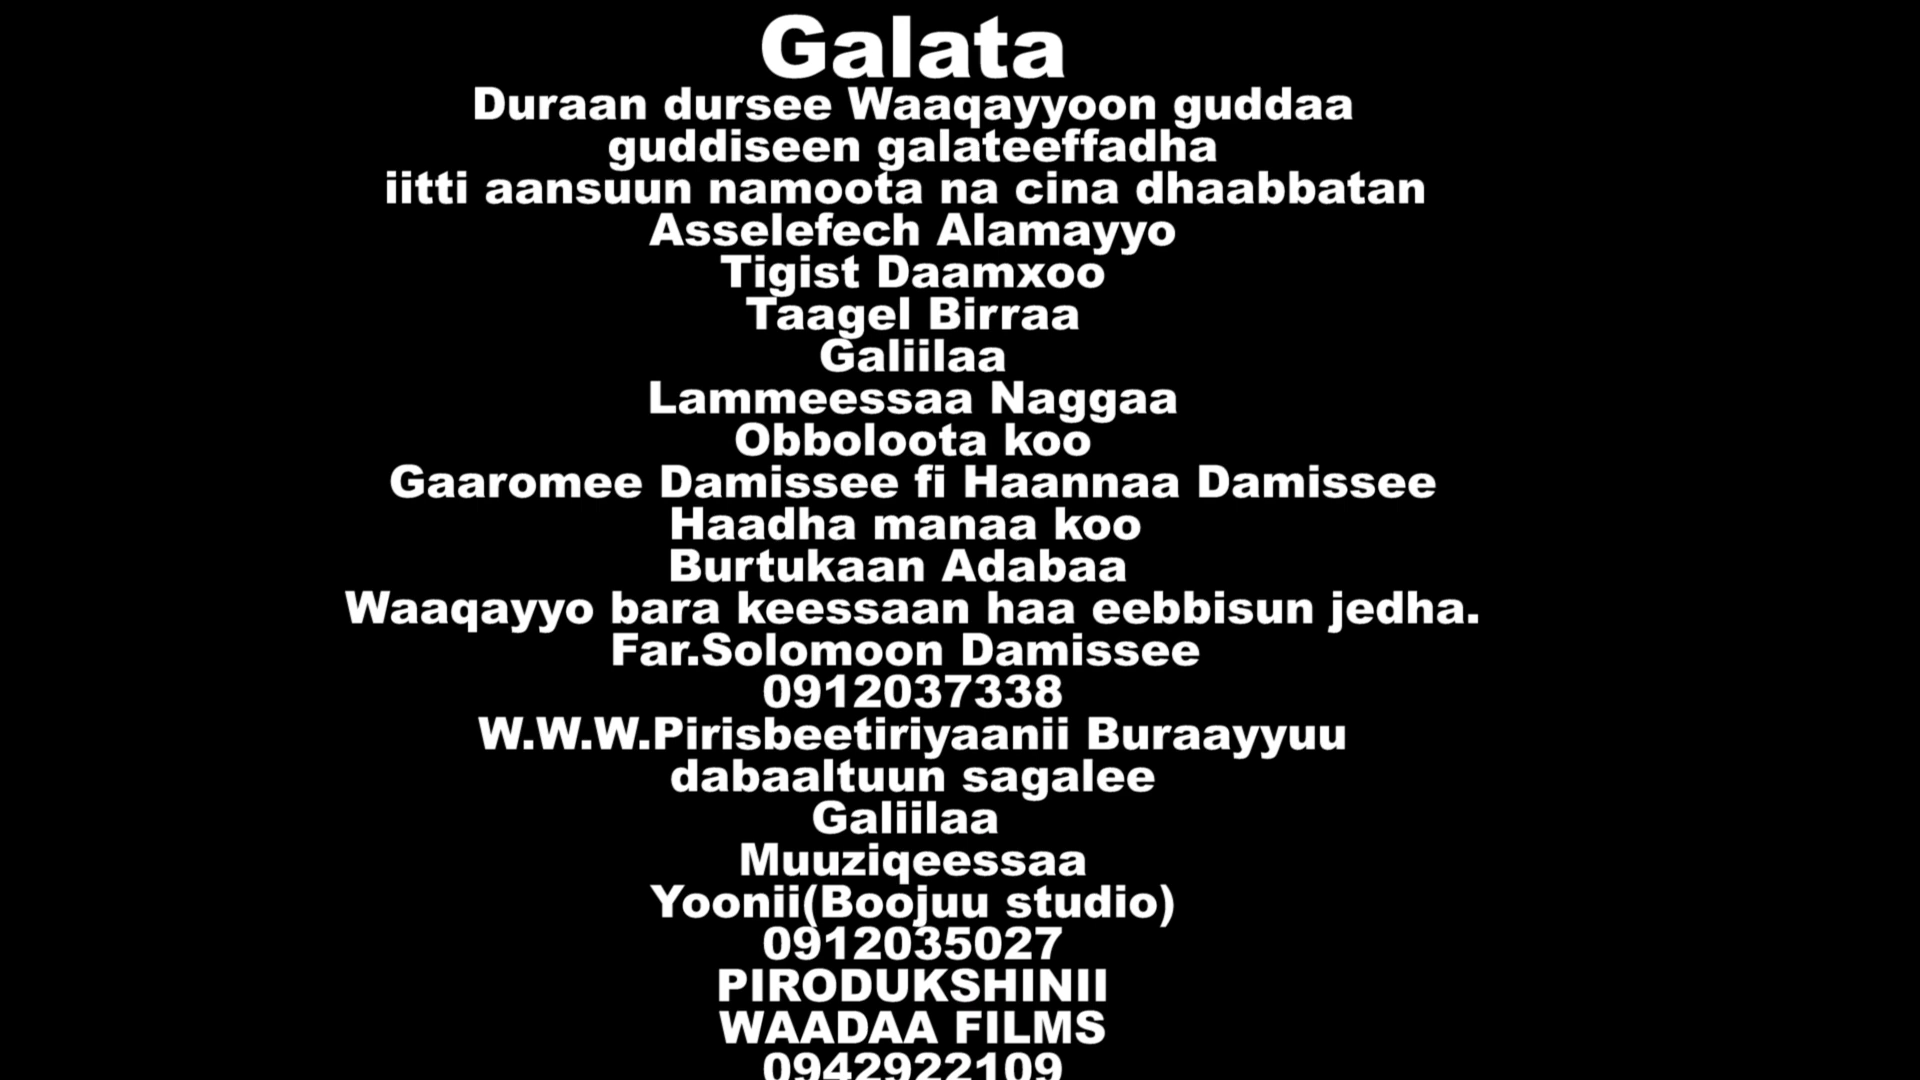 Galata
Duraan dursee Waaqayyoon guddaa
guddiseen galateeffadha
iitti aansuun namoota na cina dhaabbatan
Asselefech Alamayyo
Tigist Daamxoo
Taagel Birraa
Galiilaa
Lammeessaa Naggaa
Obboloota koo
Gaaromee Damissee fi Haannaa Damissee
Haadha manaa koo
Burtukaan Adabaa
Waaqayyo bara keessaan haa eebbisun jedha.
Far.Solomoon Damissee
0912037338
W.W.W.Pirisbeetiriyaanii Buraayyuu
dabaaltuun sagalee
Galiilaa
Muuziqeessaa
Yoonii(Boojuu studio)
0912035027
PIRODUKSHINII
WAADAA FILMS
0942922109